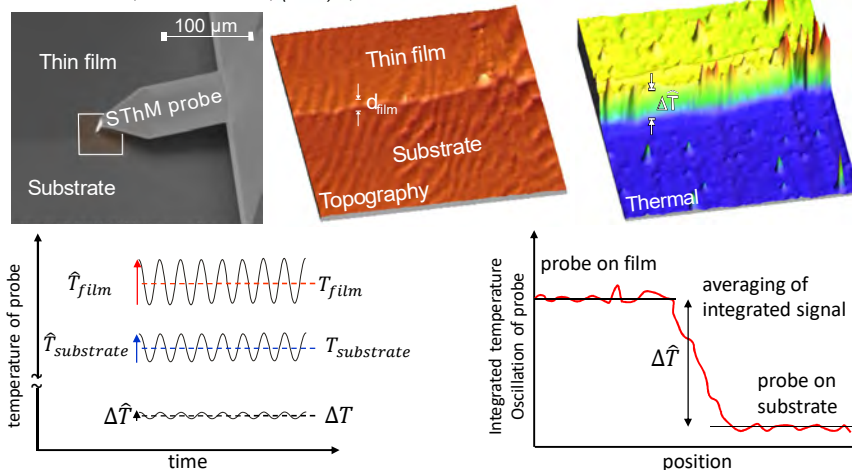 100 µm
Thin film
SThM probe
Substrate
Thin film
d_film
Substrate
Topography
ΔT̂
Thermal
temperature of probe
T̂_film
T_film
T̂_substrate
T_substrate
ΔT̂
ΔT
time
Integrated temperature
Oscillation of probe
probe on film
averaging of
integrated signal
ΔT̂
probe on
substrate
position